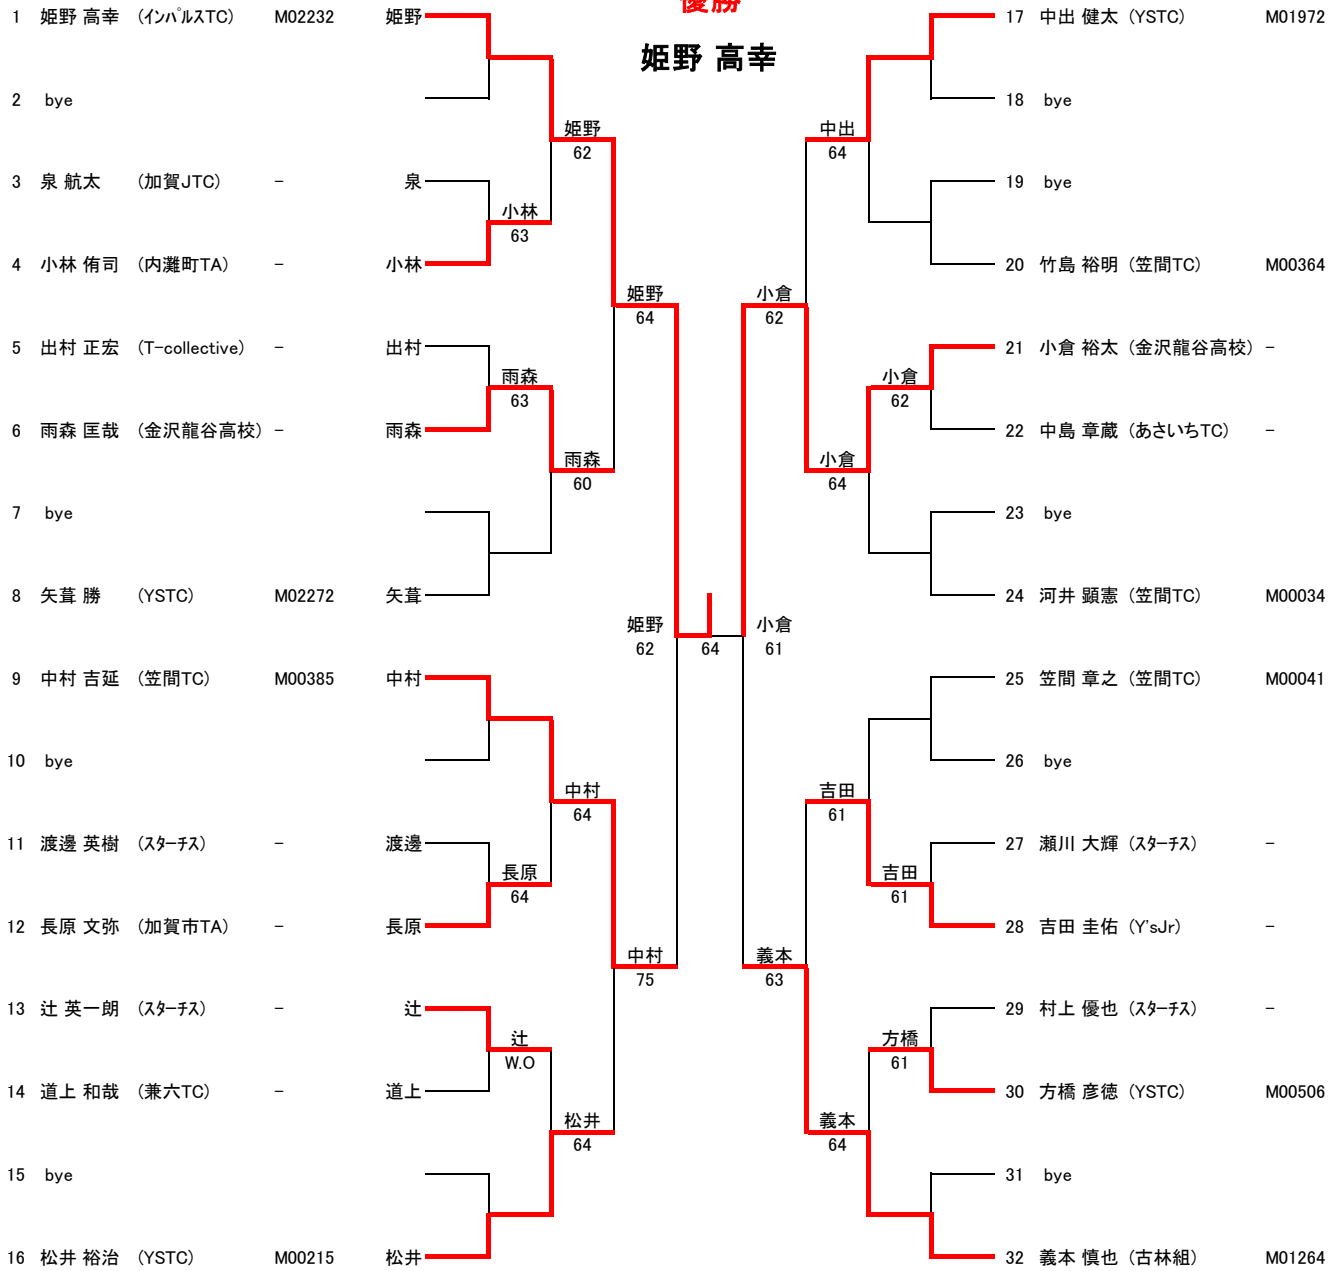 優勝
姫野 高幸
1 姫野 高幸 (インパルスTC) M02232 姫野
2 bye
姫野
62
3 泉 航太 (加賀JTC) - 泉
小林
63
4 小林 侑司 (内灘町TA) - 小林
姫野
64
5 出村 正宏 (T-collective) - 出村
雨森
63
6 雨森 匡哉 (金沢龍谷高校) - 雨森
雨森
60
7 bye
8 矢葺 勝 (YSTC) M02272 矢葺
姫野
62
64
9 中村 吉延 (笠間TC) M00385 中村
10 bye
中村
64
11 渡邊 英樹 (スターチス) - 渡邊
長原
64
12 長原 文弥 (加賀市TA) - 長原
中村
75
13 辻 英一朗 (スターチス) - 辻
辻
W.O
14 道上 和哉 (兼六TC) - 道上
松井
64
15 bye
16 松井 裕治 (YSTC) M00215 松井
17 中出 健太 (YSTC) M01972
18 bye
中出
64
19 bye
20 竹島 裕明 (笠間TC) M00364
小倉
62
21 小倉 裕太 (金沢龍谷高校) -
小倉
62
22 中島 章蔵 (あさいちTC) -
小倉
64
23 bye
24 河井 顕憲 (笠間TC) M00034
小倉
61
25 笠間 章之 (笠間TC) M00041
26 bye
吉田
61
27 瀬川 大輝 (スターチス) -
吉田
61
28 吉田 圭佑 (Y'sJr) -
義本
63
29 村上 優也 (スターチス) -
方橋
61
30 方橋 彦徳 (YSTC) M00506
義本
64
31 bye
32 義本 慎也 (古林組) M01264